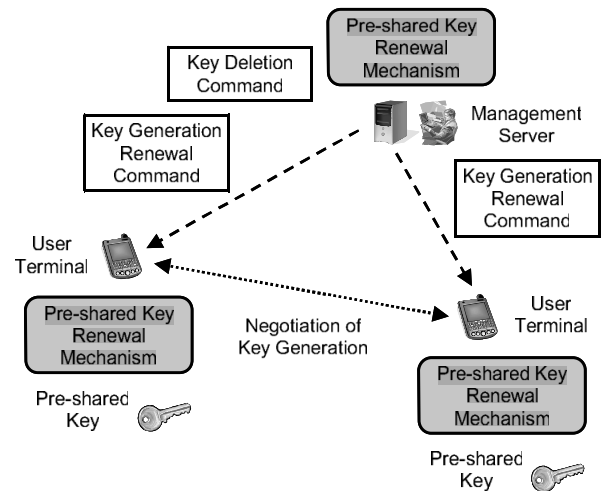 Pre-shared Key
Renewal
Mechanism
Key Deletion
Command
Management
Server
Key Generation
Renewal
Command
Key Generation
Renewal
Command
User
Terminal
User
Terminal
Pre-shared Key
Renewal
Mechanism
Negotiation of
Key Generation
Pre-shared Key
Renewal
Mechanism
Pre-shared
Key
Pre-shared
Key